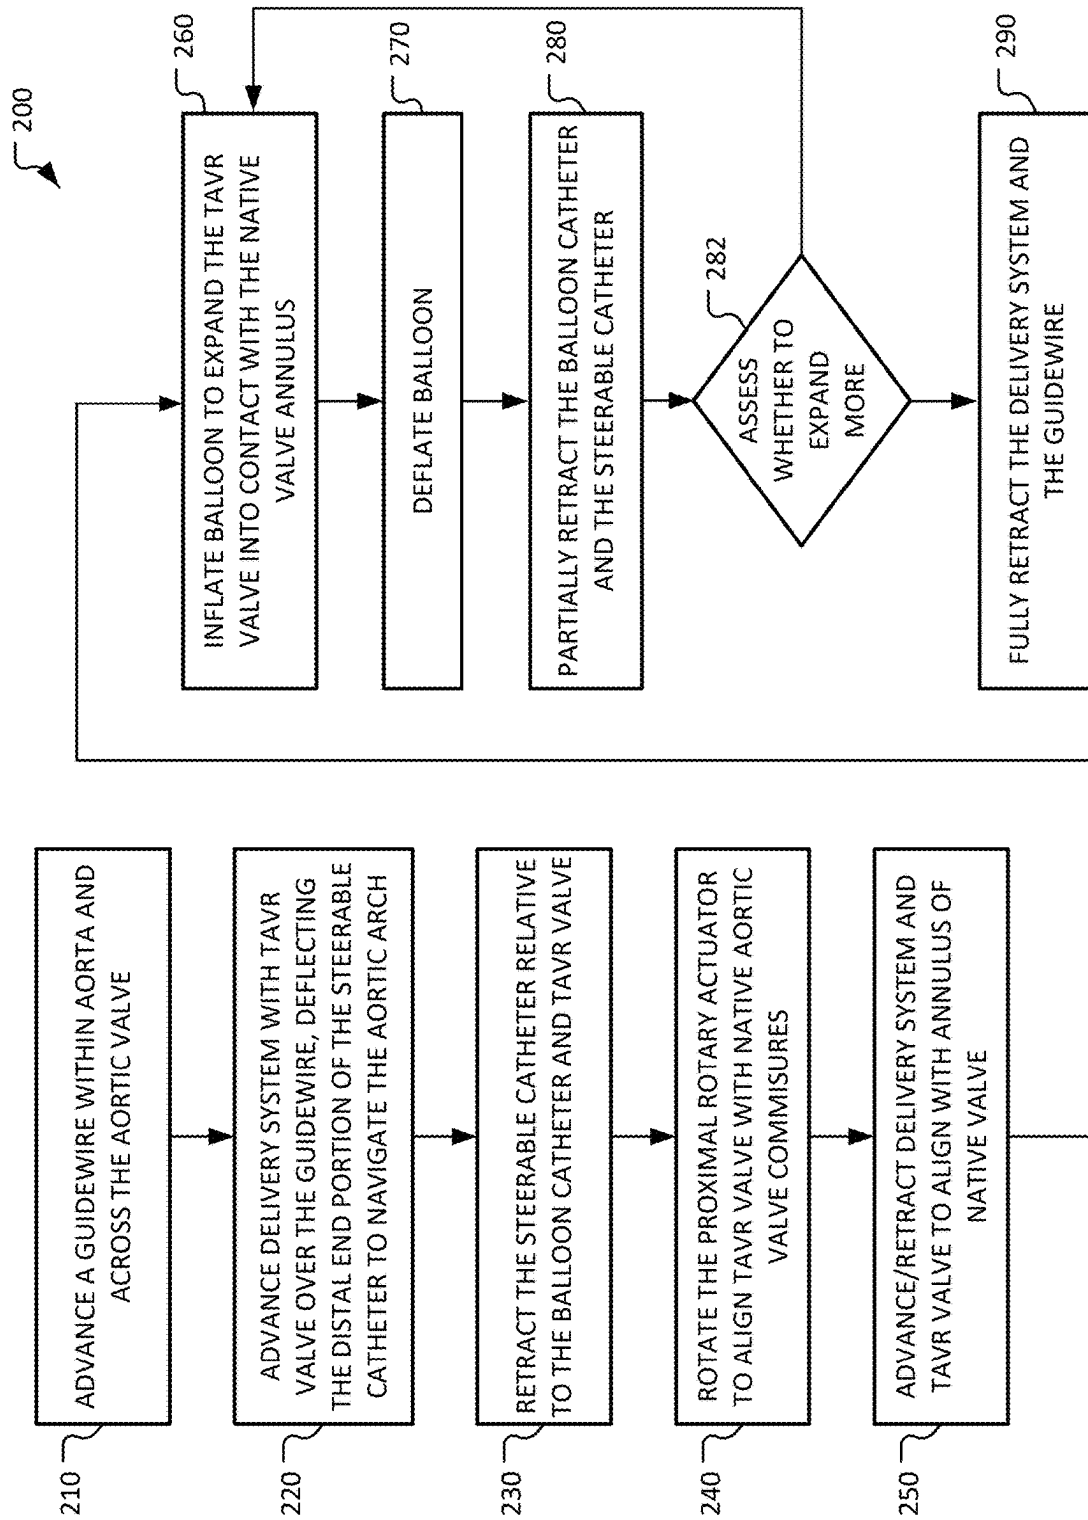 200
210
ADVANCE A GUIDEWIRE WITHIN AORTA AND
ACROSS THE AORTIC VALVE
220
ADVANCE DELIVERY SYSTEM WITH TAVR
VALVE OVER THE GUIDEWIRE, DEFLECTING
THE DISTAL END PORTION OF THE STEERABLE
CATHETER TO NAVIGATE THE AORTIC ARCH
230
RETRACT THE STEERABLE CATHETER RELATIVE
TO THE BALLOON CATHETER AND TAVR VALVE
240
ROTATE THE PROXIMAL ROTARY ACTUATOR
TO ALIGN TAVR VALVE WITH NATIVE AORTIC
VALVE COMMISURES
250
ADVANCE/RETRACT DELIVERY SYSTEM AND
TAVR VALVE TO ALIGN WITH ANNULUS OF
NATIVE VALVE
260
INFLATE BALLOON TO EXPAND THE TAVR
VALVE INTO CONTACT WITH THE NATIVE
VALVE ANNULUS
270
DEFLATE BALLOON
280
PARTIALLY RETRACT THE BALLOON CATHETER
AND THE STEERABLE CATHETER
282
ASSESS
WHETHER TO
EXPAND
MORE
290
FULLY RETRACT THE DELIVERY SYSTEM AND
THE GUIDEWIRE